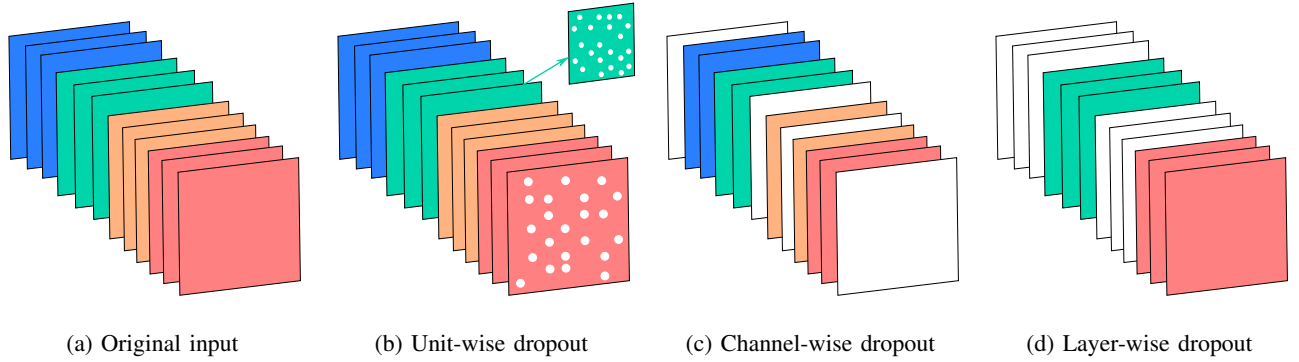 (a) Original input
(b) Unit-wise dropout
(c) Channel-wise dropout
(d) Layer-wise dropout